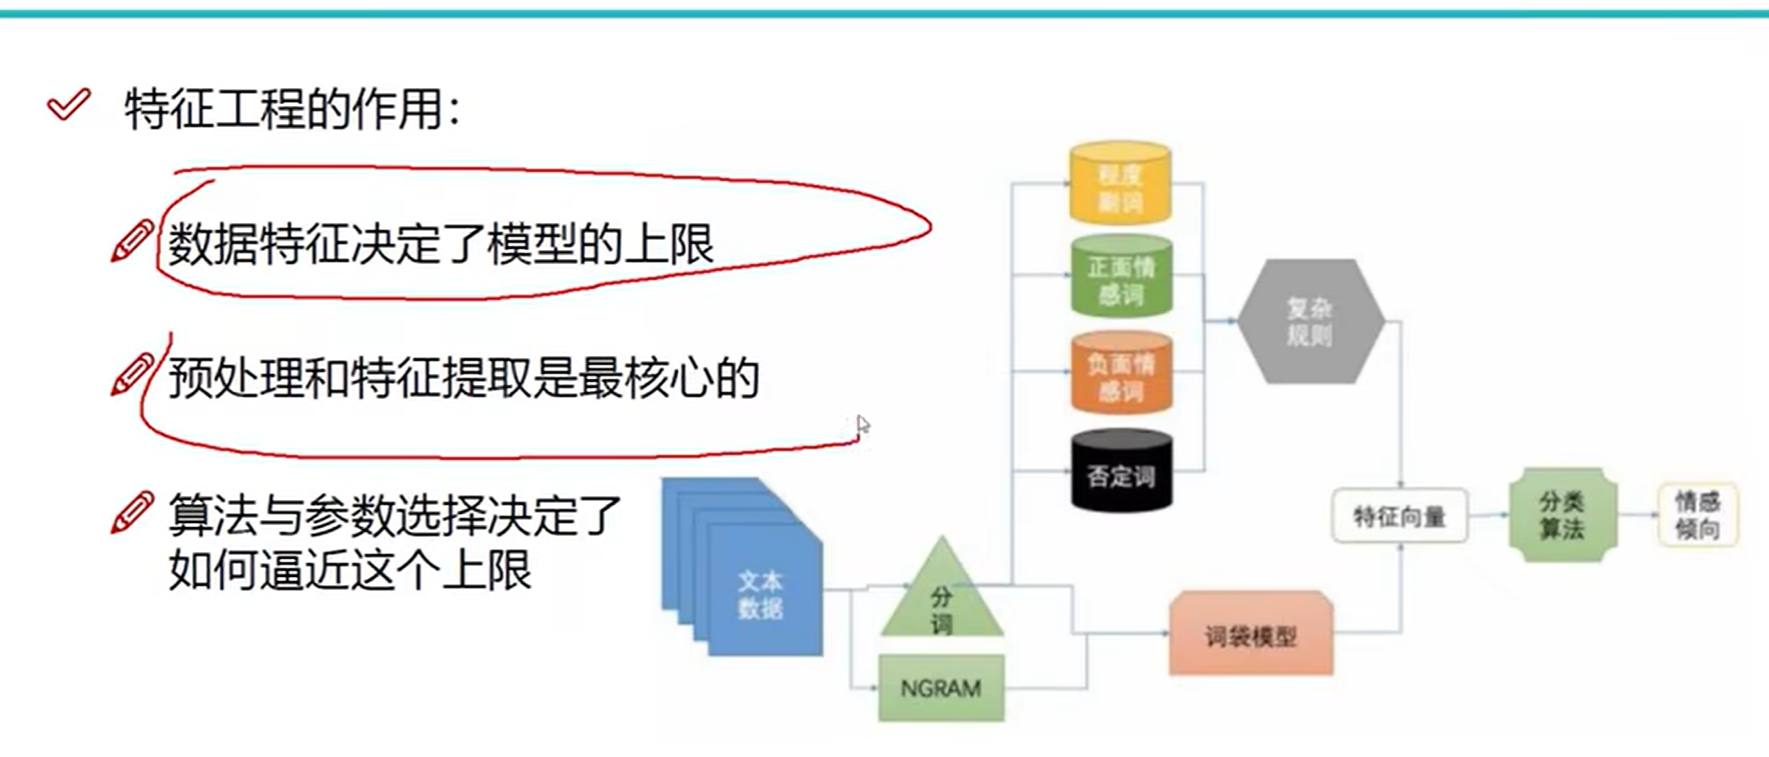 特征工程的作用：
数据特征决定了模型的上限
预处理和特征提取是最核心的
算法与参数选择决定了
如何逼近这个上限
程度
副词
正面情
感词
负面情
感词
否定词
复杂
规则
文本
数据
分
词
NGRAM
词袋模型
特征向量
分类
算法
情感
倾向